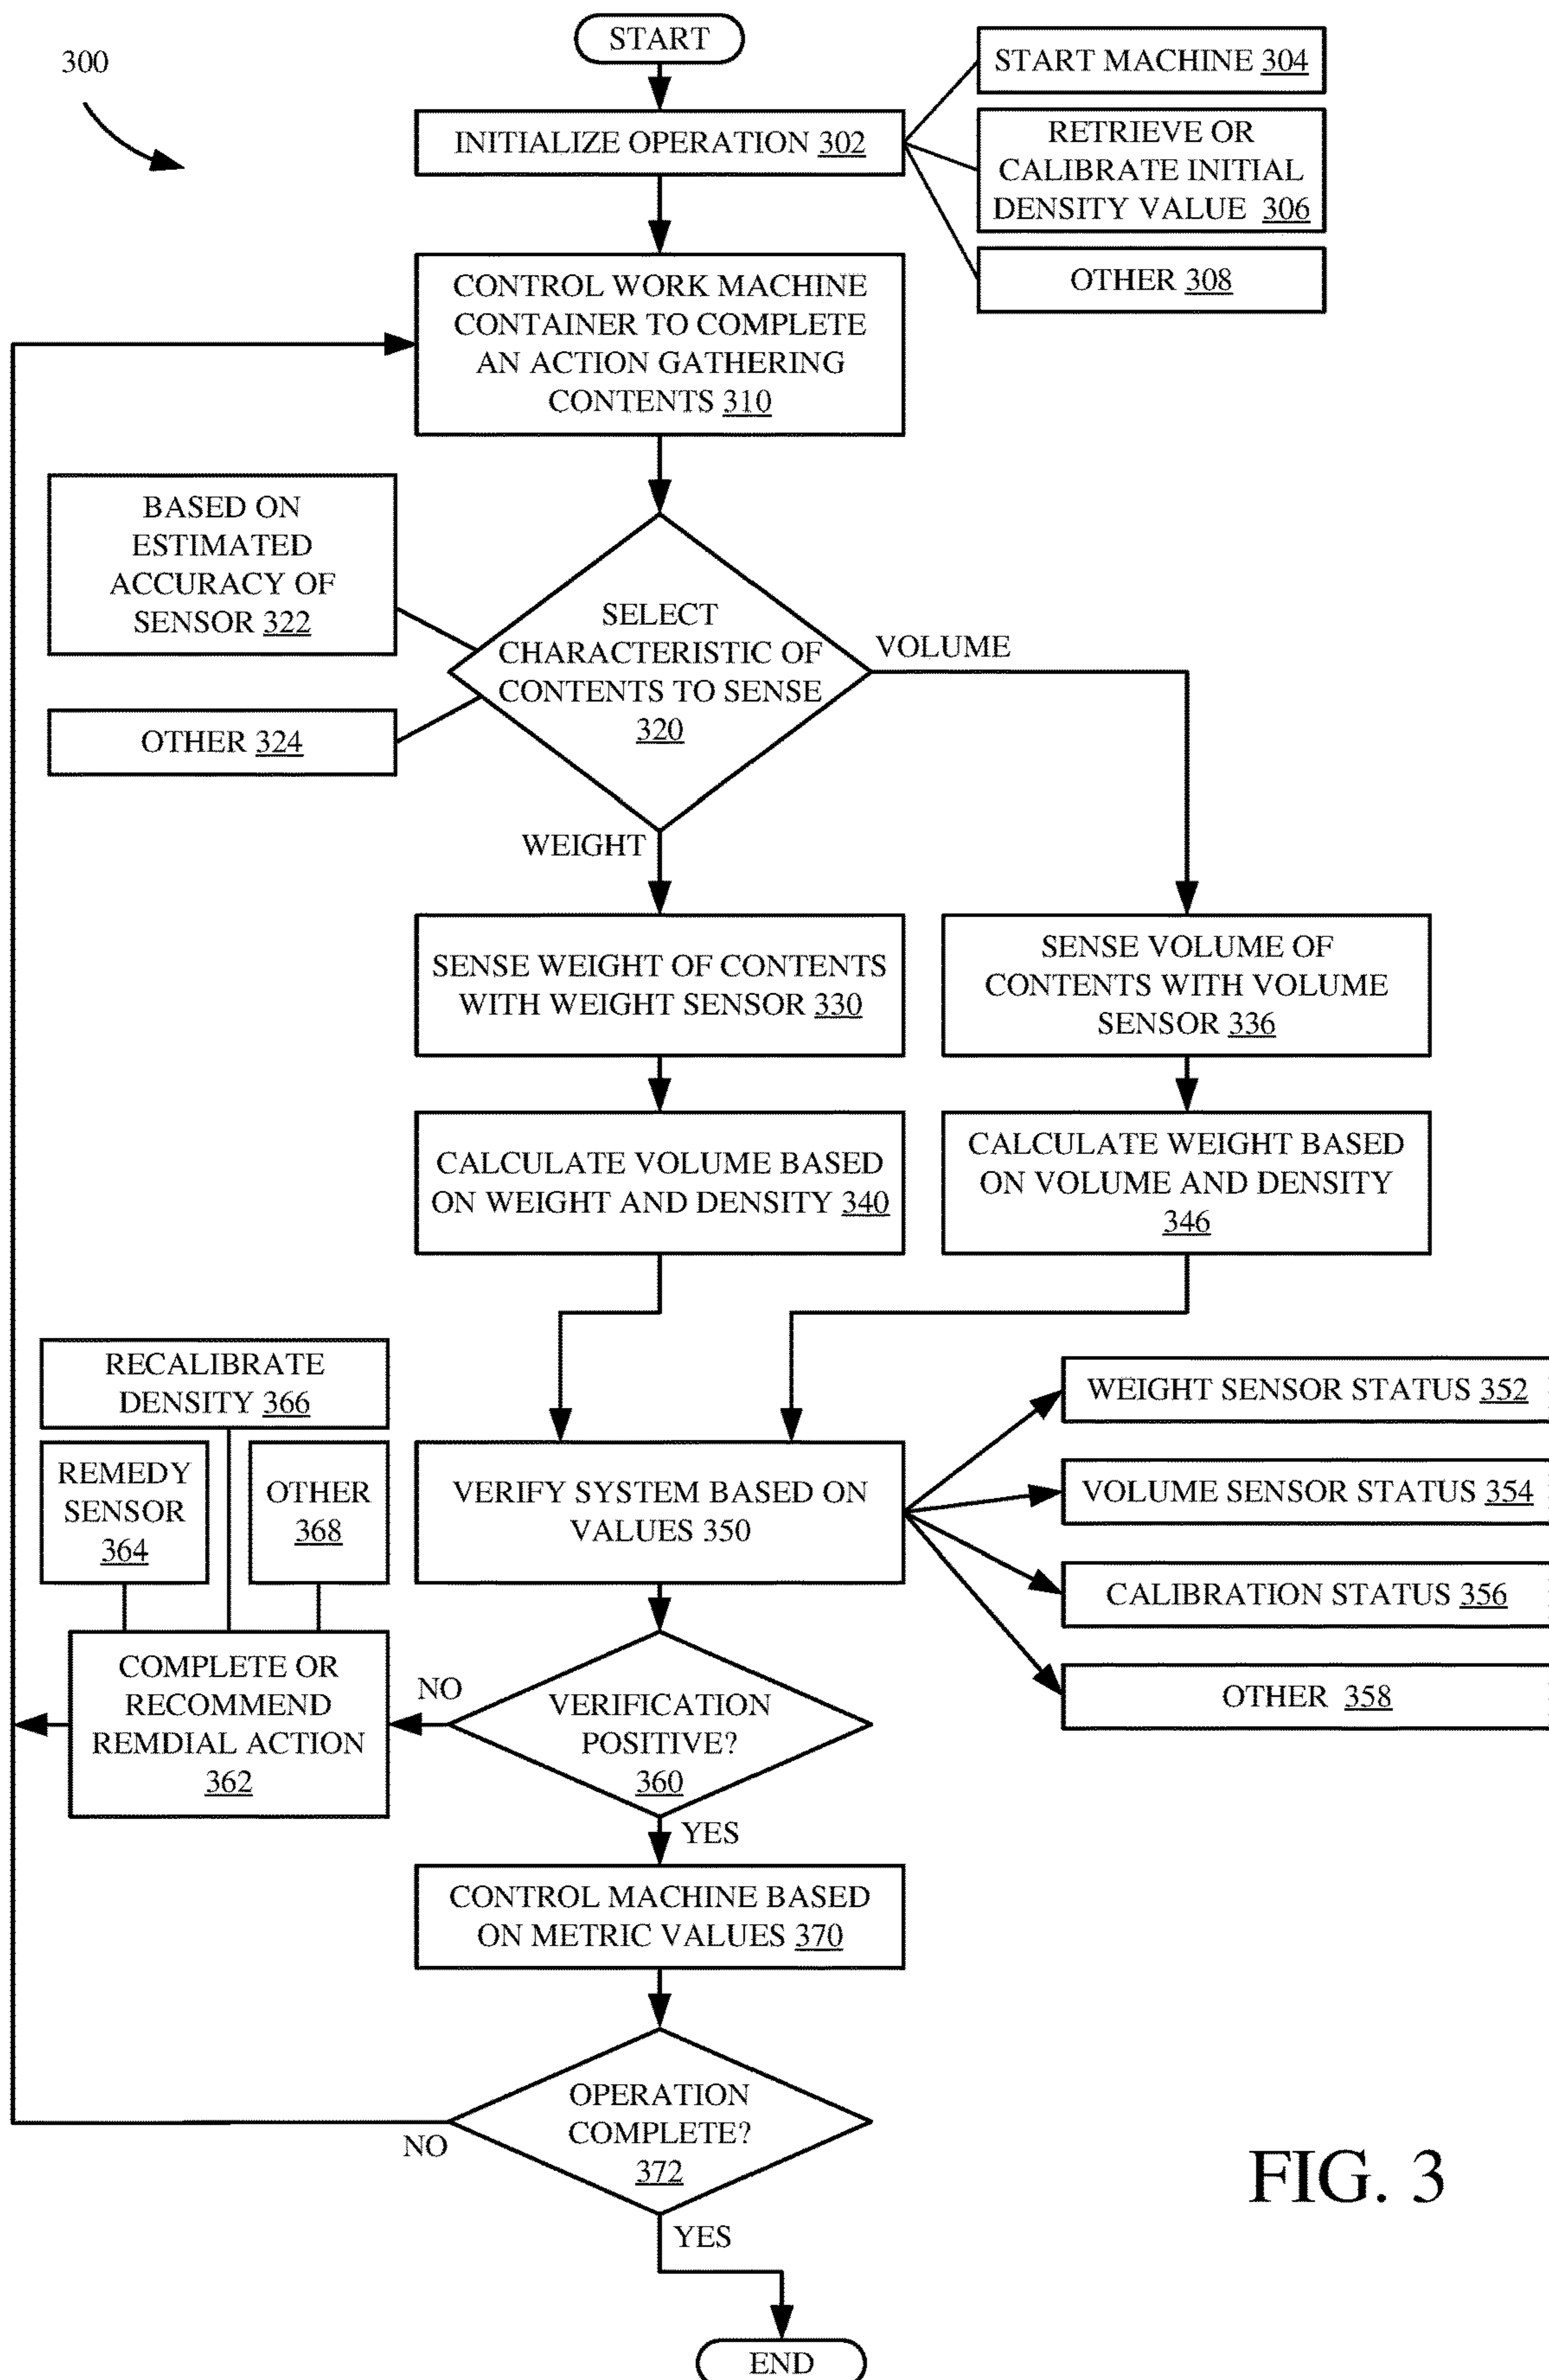 START
300
START MACHINE 304
INITIALIZE OPERATION 302
RETRIEVE OR
CALIBRATE INITIAL
DENSITY VALUE 306
OTHER 308
CONTROL WORK MACHINE
CONTAINER TO COMPLETE
AN ACTION GATHERING
CONTENTS 310
BASED ON
ESTIMATED
ACCURACY OF
SENSOR 322
OTHER 324
SELECT
CHARACTERISTIC OF
CONTENTS TO SENSE
320
VOLUME
WEIGHT
SENSE WEIGHT OF CONTENTS
WITH WEIGHT SENSOR 330
SENSE VOLUME OF
CONTENTS WITH VOLUME
SENSOR 336
CALCULATE VOLUME BASED
ON WEIGHT AND DENSITY 340
CALCULATE WEIGHT BASED
ON VOLUME AND DENSITY
346
RECALIBRATE
DENSITY 366
REMEDY
SENSOR
364
OTHER
368
VERIFY SYSTEM BASED ON
VALUES 350
WEIGHT SENSOR STATUS 352
VOLUME SENSOR STATUS 354
CALIBRATION STATUS 356
OTHER 358
COMPLETE OR
RECOMMEND
REMDIAL ACTION
362
NO
VERIFICATION
POSITIVE?
360
YES
CONTROL MACHINE BASED
ON METRIC VALUES 370
OPERATION
COMPLETE?
372
NO
YES
END
FIG. 3